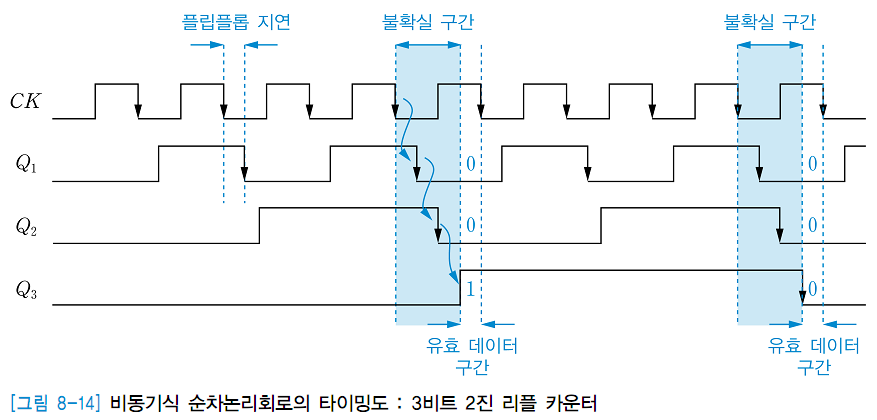 플립플롭 지연
불확실 구간
불확실 구간
CK
Q1
0
0
Q2
0
0
Q3
1
0
유효 데이터
구간
유효 데이터
구간
[그림 8-14] 비동기식 순차논리회로의 타이밍도 : 3비트 2진 리플 카운터